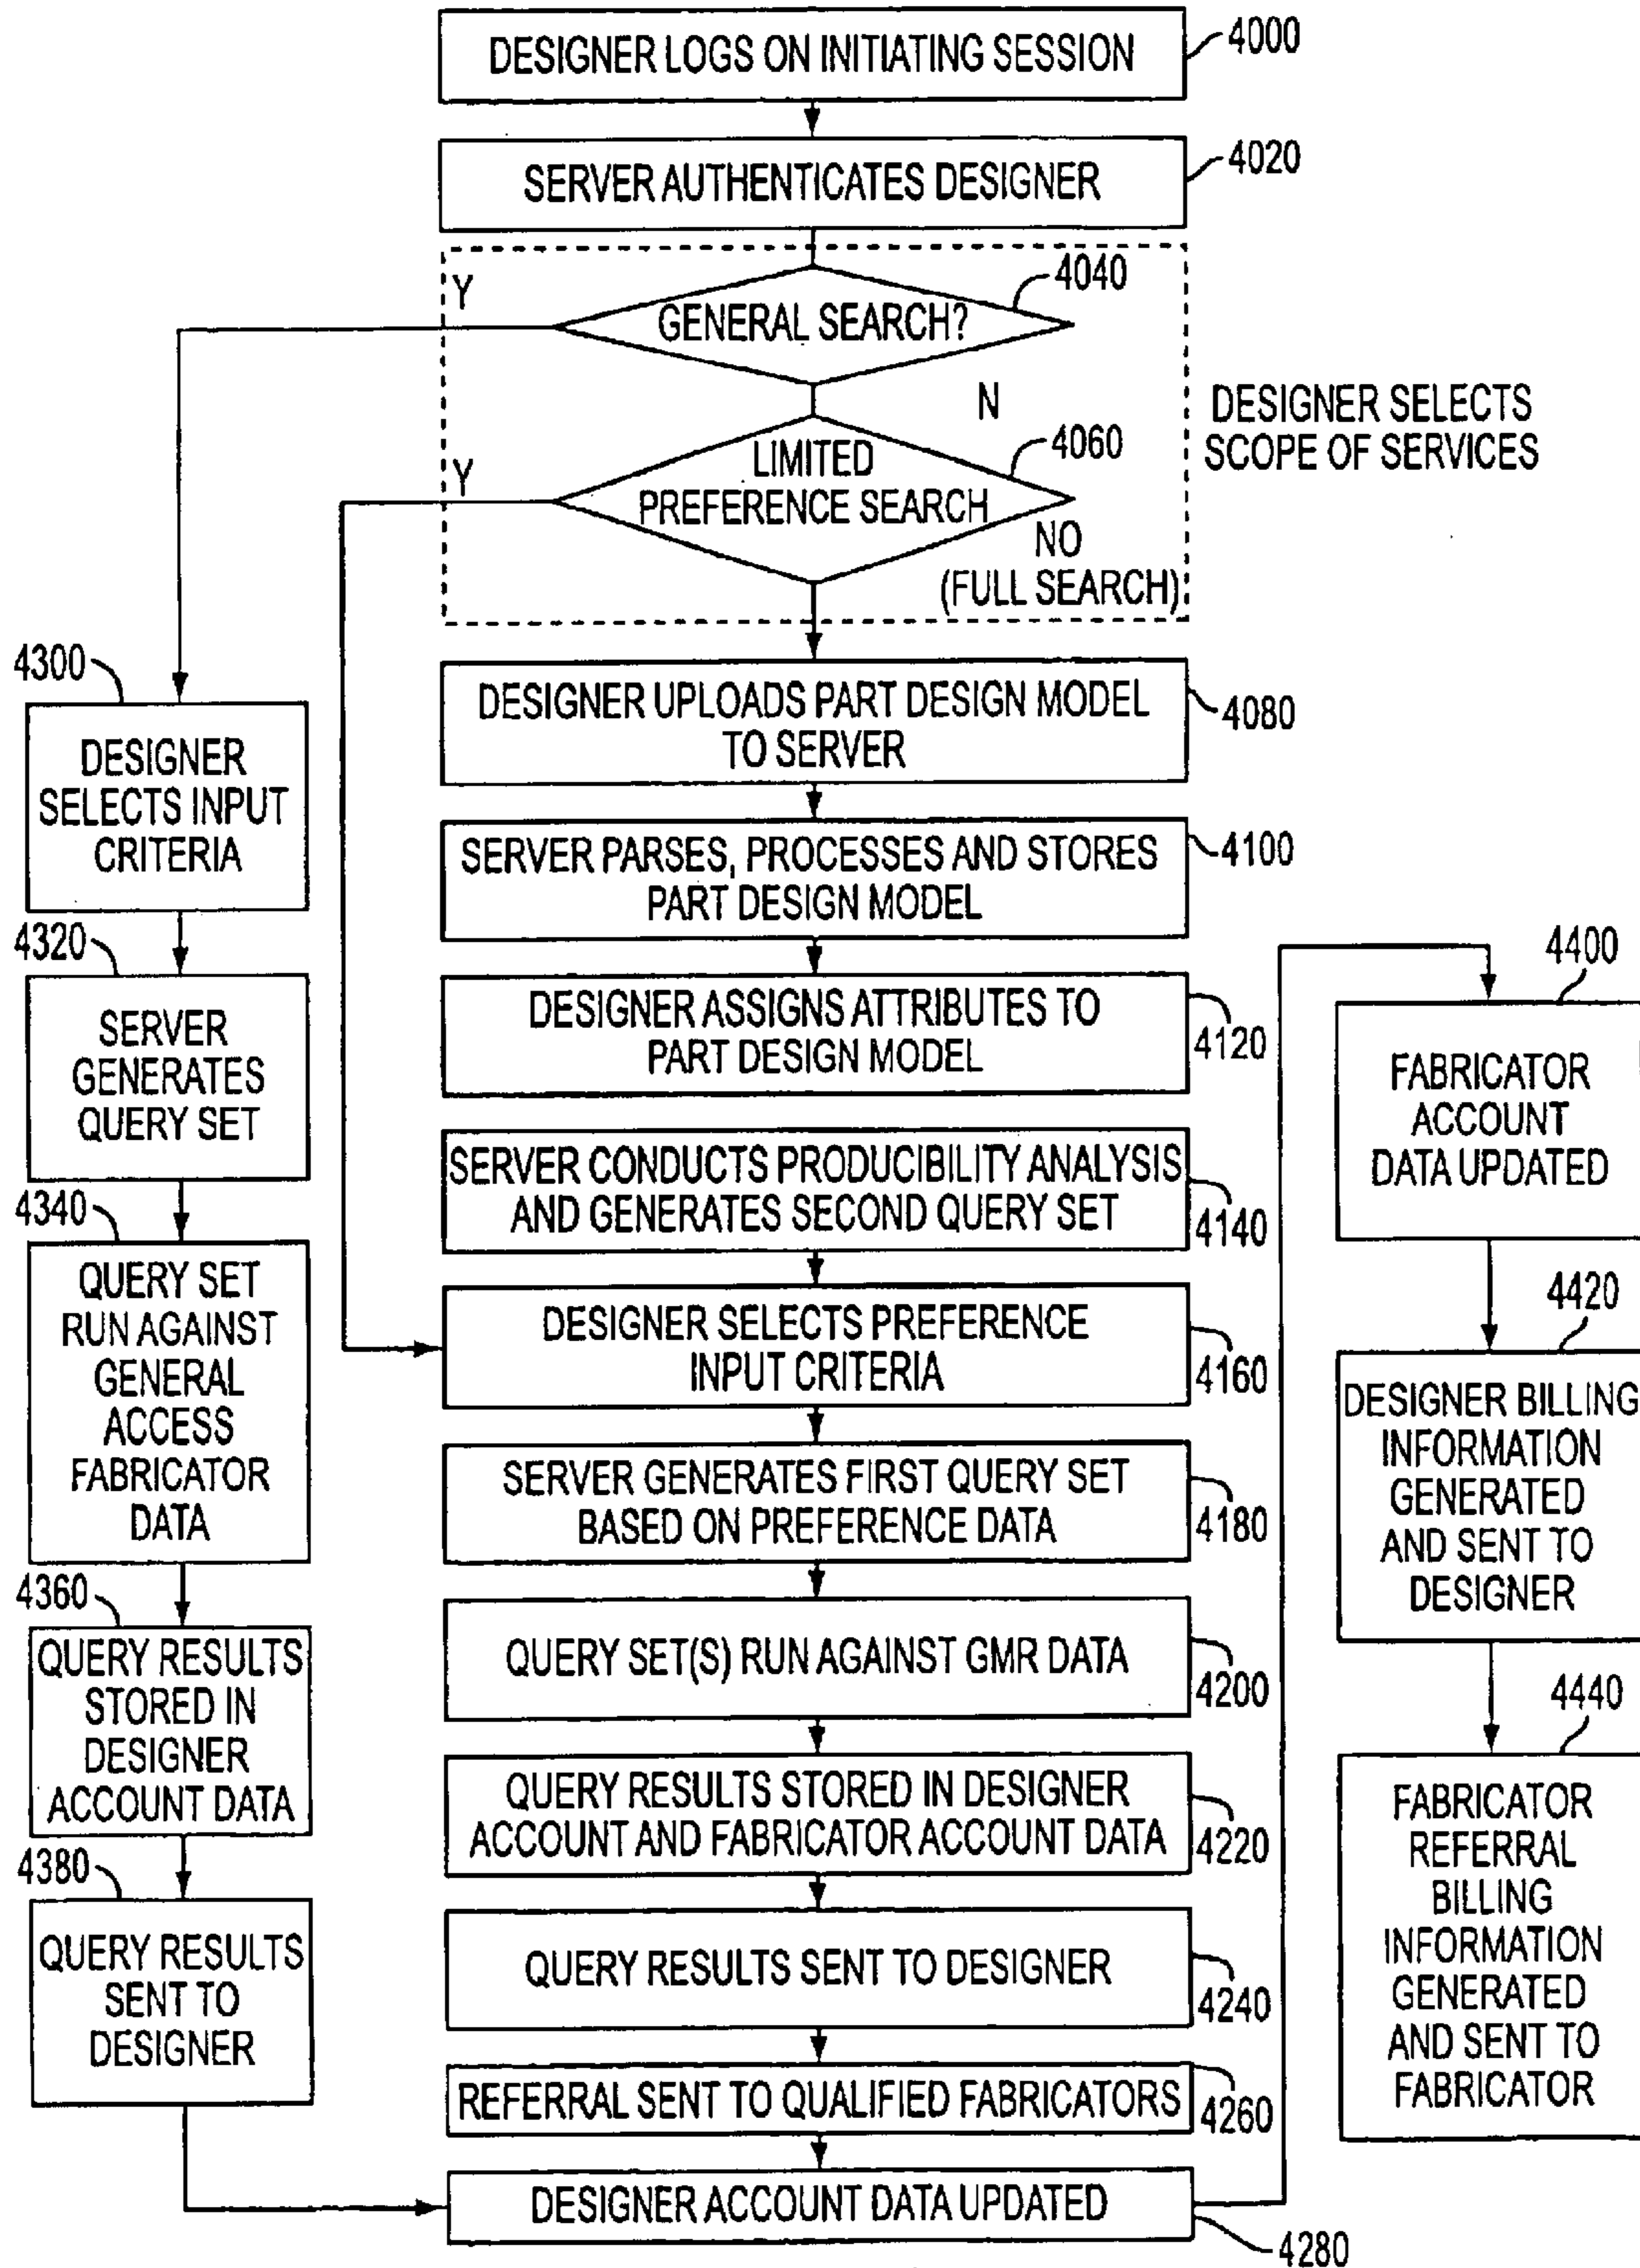 DESIGNER LOGS ON INITIATING SESSION
4000
SERVER AUTHENTICATES DESIGNER
4020
Y
GENERAL SEARCH?
4040
N
DESIGNER SELECTS
SCOPE OF SERVICES
Y
LIMITED
PREFERENCE SEARCH
4060
NO
(FULL SEARCH)
DESIGNER UPLOADS PART DESIGN MODEL
TO SERVER
4080
SERVER PARSES, PROCESSES AND STORES
PART DESIGN MODEL
4100
DESIGNER ASSIGNS ATTRIBUTES TO
PART DESIGN MODEL
4120
SERVER CONDUCTS PRODUCIBILITY ANALYSIS
AND GENERATES SECOND QUERY SET
4140
DESIGNER SELECTS PREFERENCE
INPUT CRITERIA
4160
SERVER GENERATES FIRST QUERY SET
BASED ON PREFERENCE DATA
4180
QUERY SET(S) RUN AGAINST GMR DATA
4200
QUERY RESULTS STORED IN DESIGNER
ACCOUNT AND FABRICATOR ACCOUNT DATA
4220
QUERY RESULTS SENT TO DESIGNER
4240
REFERRAL SENT TO QUALIFIED FABRICATORS
4260
DESIGNER ACCOUNT DATA UPDATED
4280
4300
DESIGNER
SELECTS INPUT
CRITERIA
4320
SERVER
GENERATES
QUERY SET
4340
QUERY SET
RUN AGAINST
GENERAL
ACCESS
FABRICATOR
DATA
4360
QUERY RESULTS
STORED IN
DESIGNER
ACCOUNT DATA
4380
QUERY RESULTS
SENT TO
DESIGNER
4400
FABRICATOR
ACCOUNT
DATA UPDATED
4420
DESIGNER BILLING
INFORMATION
GENERATED
AND SENT TO
DESIGNER
4440
FABRICATOR
REFERRAL
BILLING
INFORMATION
GENERATED
AND SENT TO
FABRICATOR